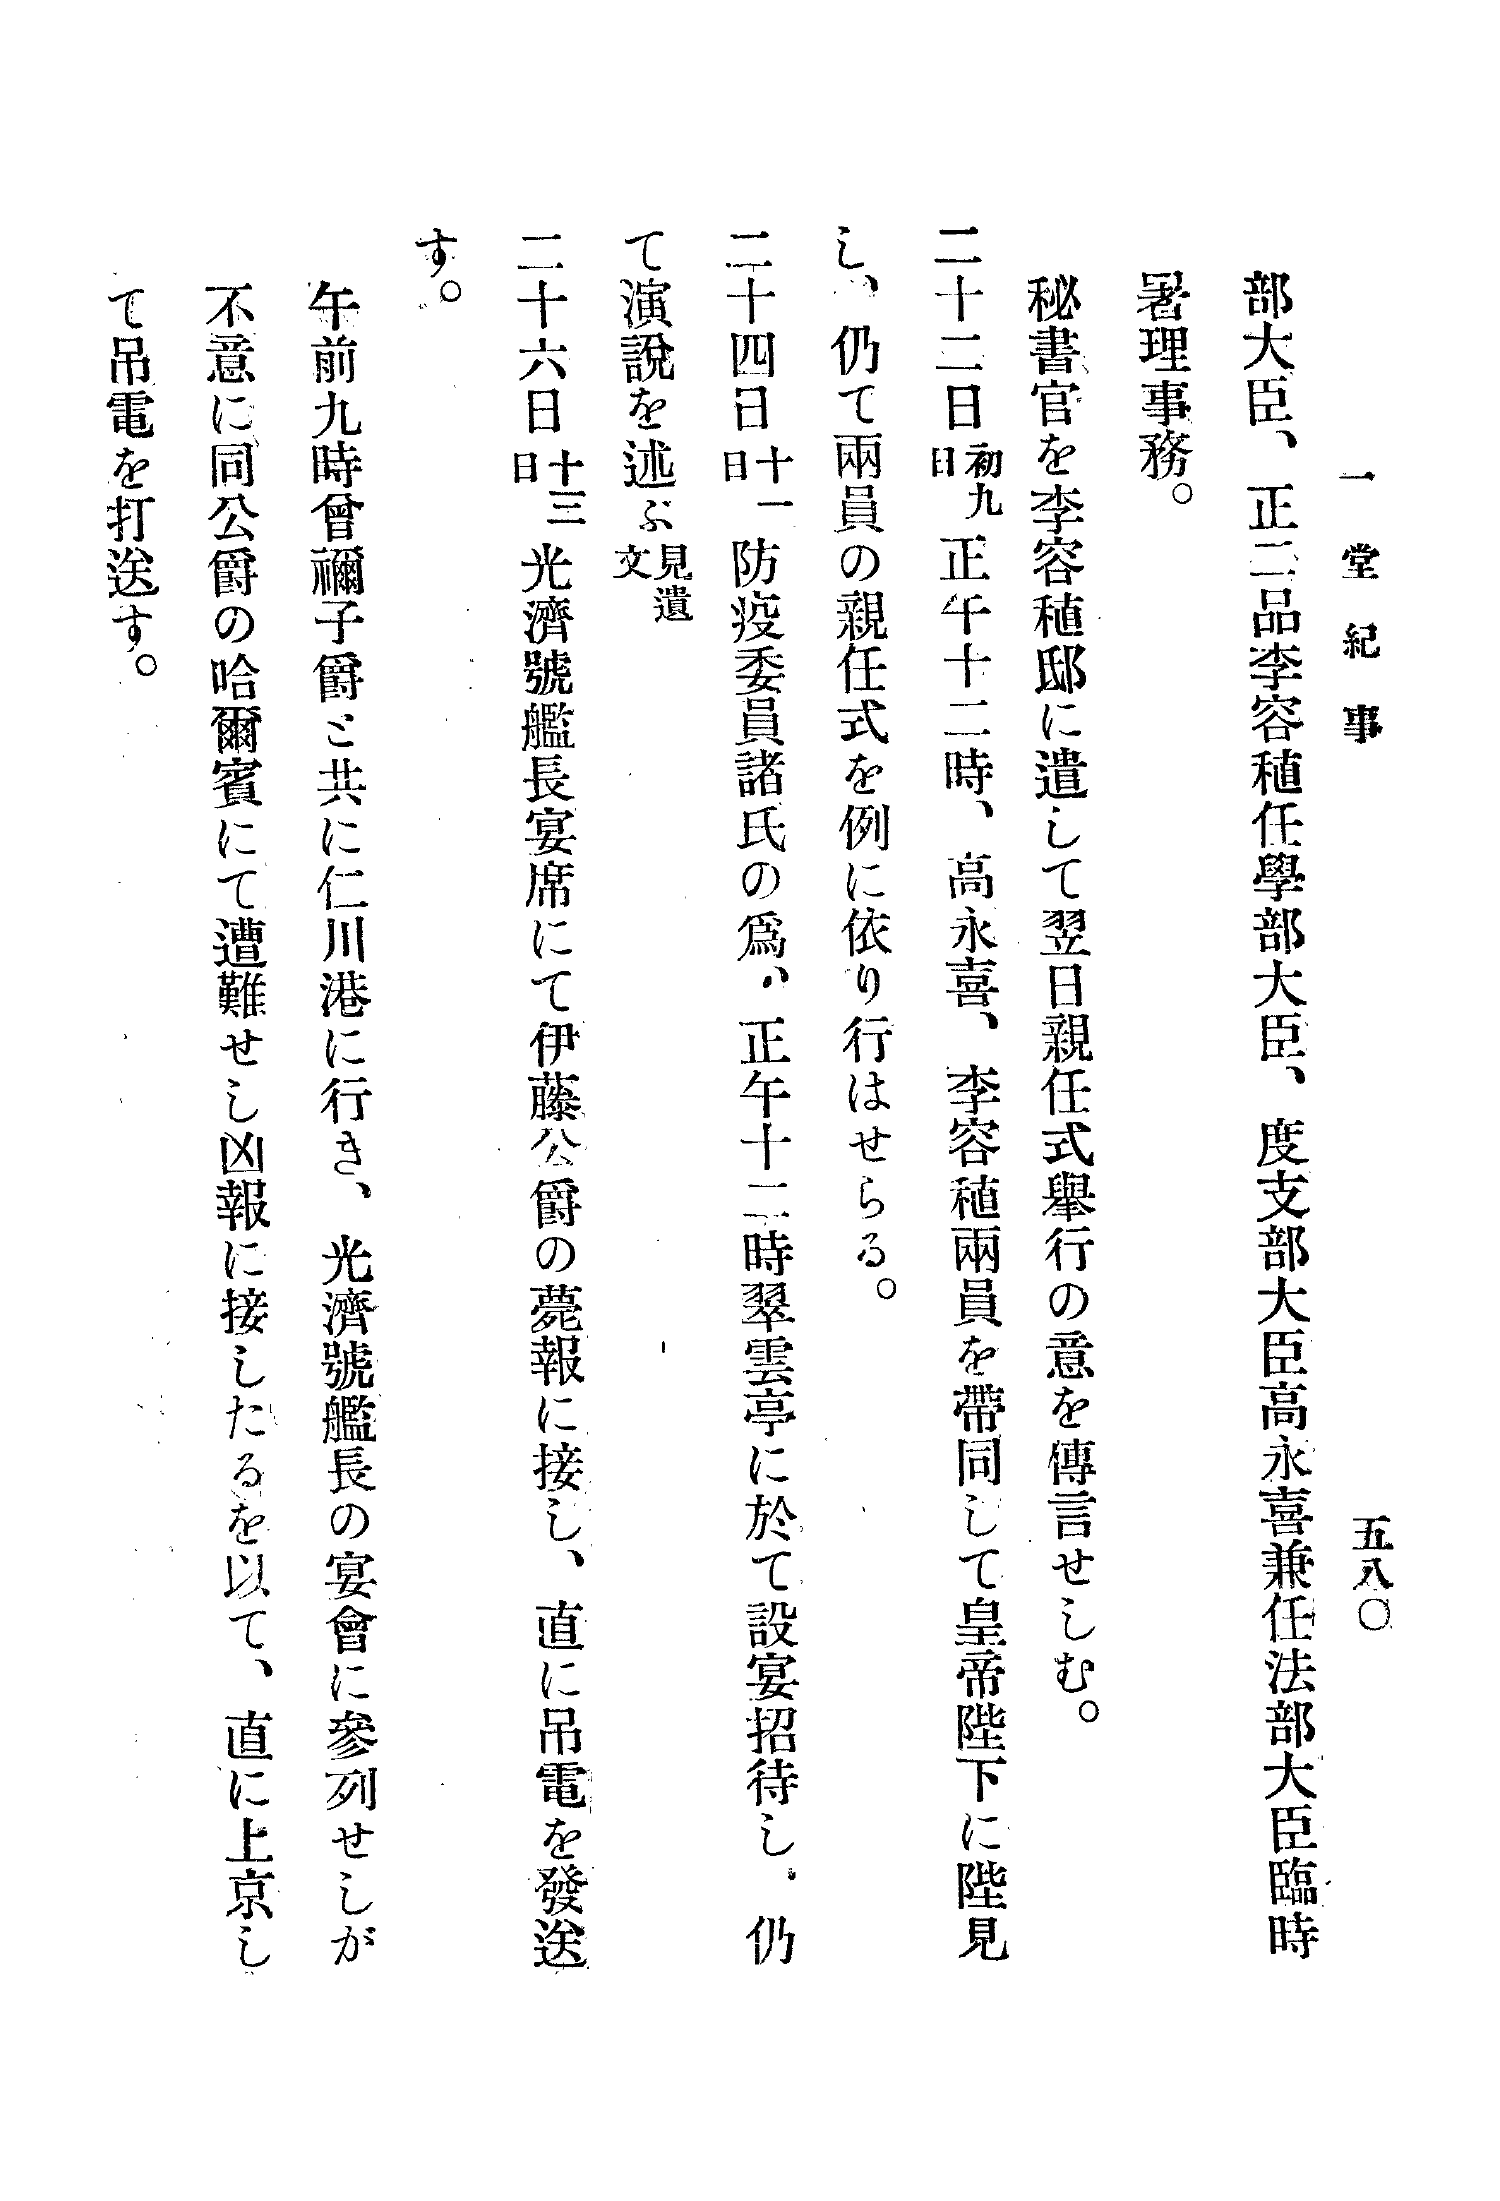 一堂紀事
五八〇
部大臣、正二品李容稙任學部大臣、度支部大臣高永喜兼任法部大臣臨時
署理事務。
秘書官を李容稙邸に遣して翌日親任式擧行の意を傳言せしむ。
二十二日初九日正午十二時、高永喜、李容稙兩員を帶同して皇帝陛下に陛見
し、仍て兩員の親任式を例に依り行はせらる。
二十四日十一日防疫委員諸氏の爲、正午十二時翠雲亭に於て設宴招待し、仍
て演說を述ぶ見遺文
二十六日十三日光濟號艦長宴席にて伊藤公爵の薨報に接し、直に吊電を發送
す。
午前九時曾禰子爵と共に仁川港に行き、光濟號艦長の宴會に參列せしが
不意に同公爵の哈爾賓にて遭難せし凶報に接したるを以て、直に上京し
て吊電を打送す。